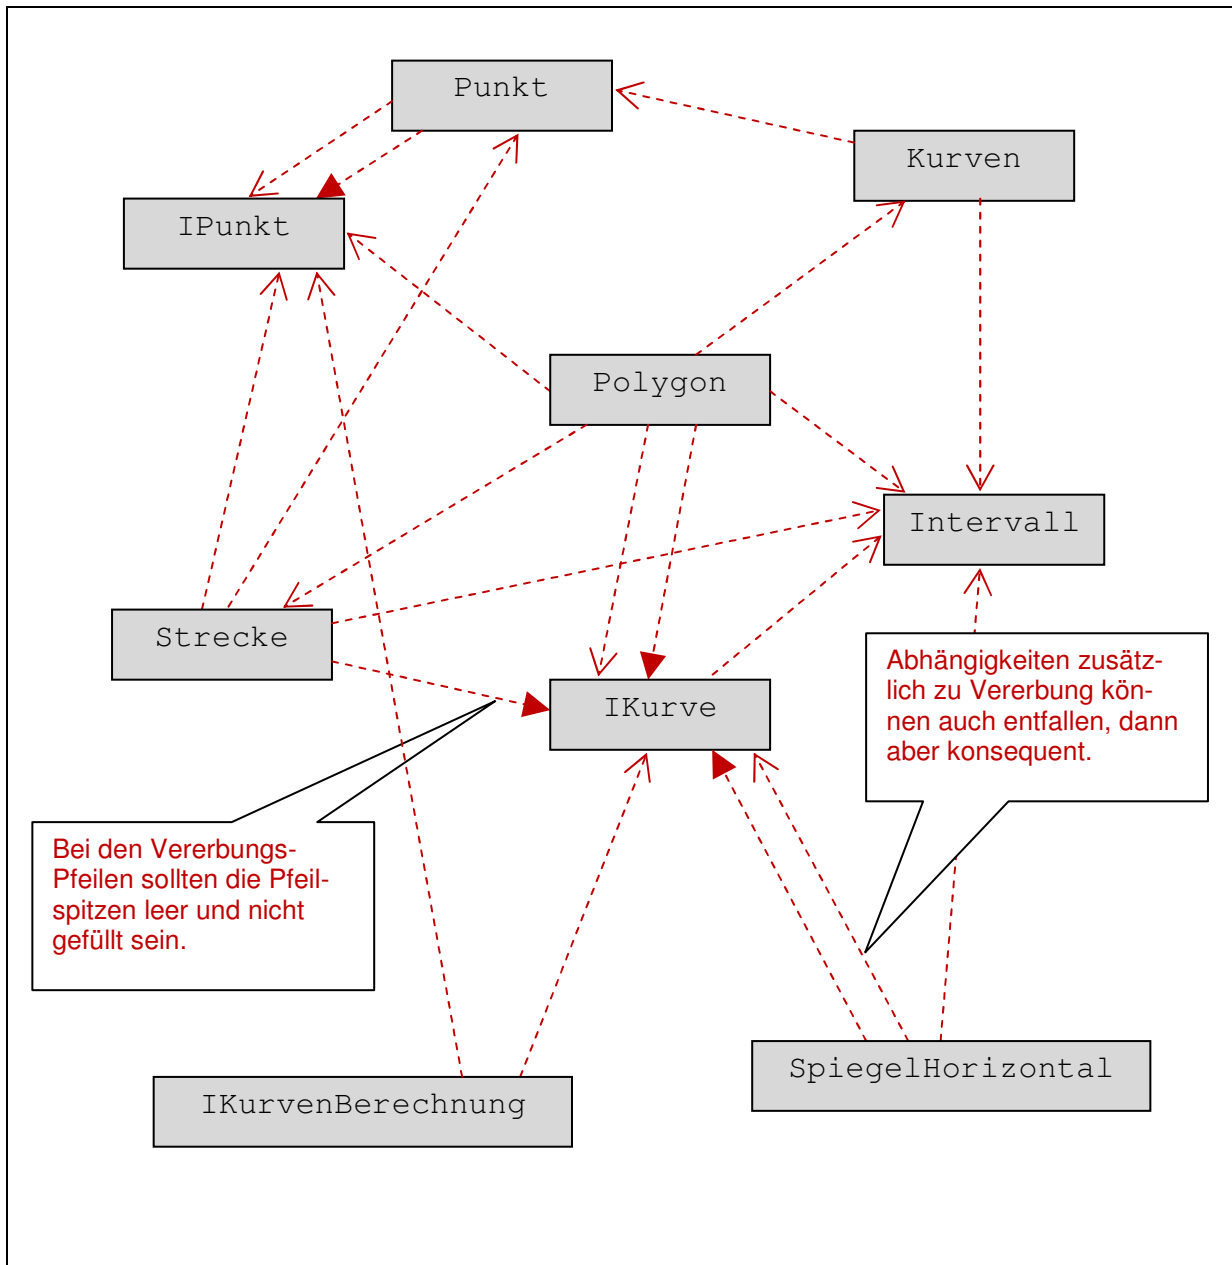 Punkt
Kurven
IPunkt
Polygon
Intervall
Strecke
Abhängigkeiten zusätz-
lich zu Vererbung kön-
nen auch entfallen, dann
aber konsequent.
IKurve
Bei den Vererbungs-
Pfeilen sollten die Pfeil-
spitzen leer und nicht
gefüllt sein.
SpiegelHorizontal
IKurvenBerechnung